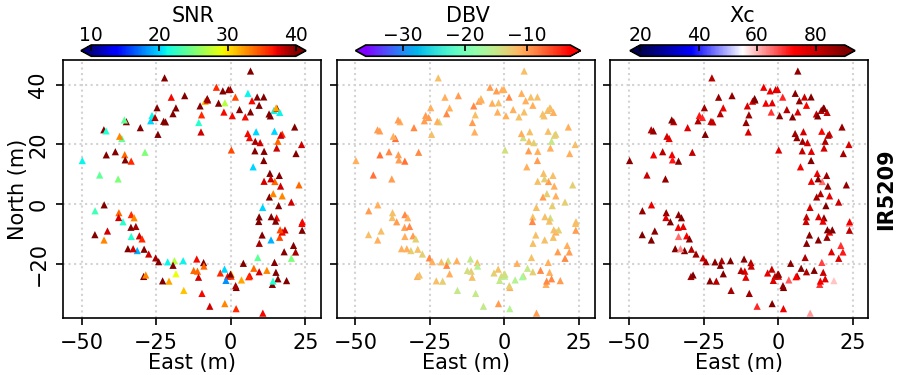 SNR DBV Xc
10 20 30 40 −30 −20 −10 20 40 60 80
40
20
0
−20
North (m)
IR5209
−50 −25 0 25 −50 −25 0 25 −50 −25 0 25
East (m) East (m) East (m)